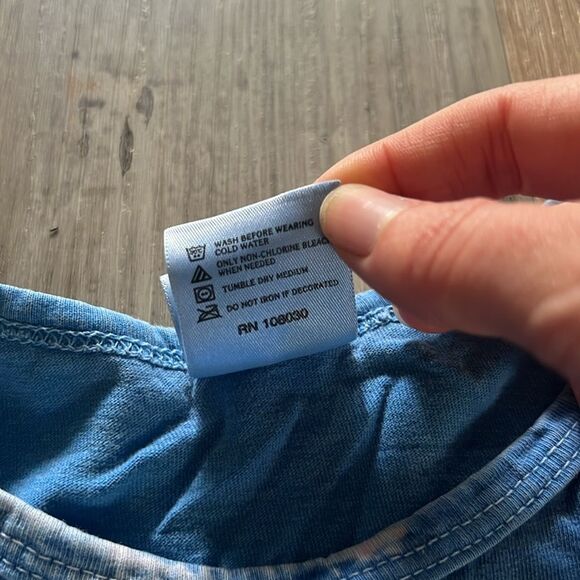 WASH BEFORE WEARING
COLD WATER
ONLY NON-CHLORINE BLEACH
WHEN NEEDED
TUMBLE DRY MEDIUM
DO NOT IRON IF DECORATED
RN 106030